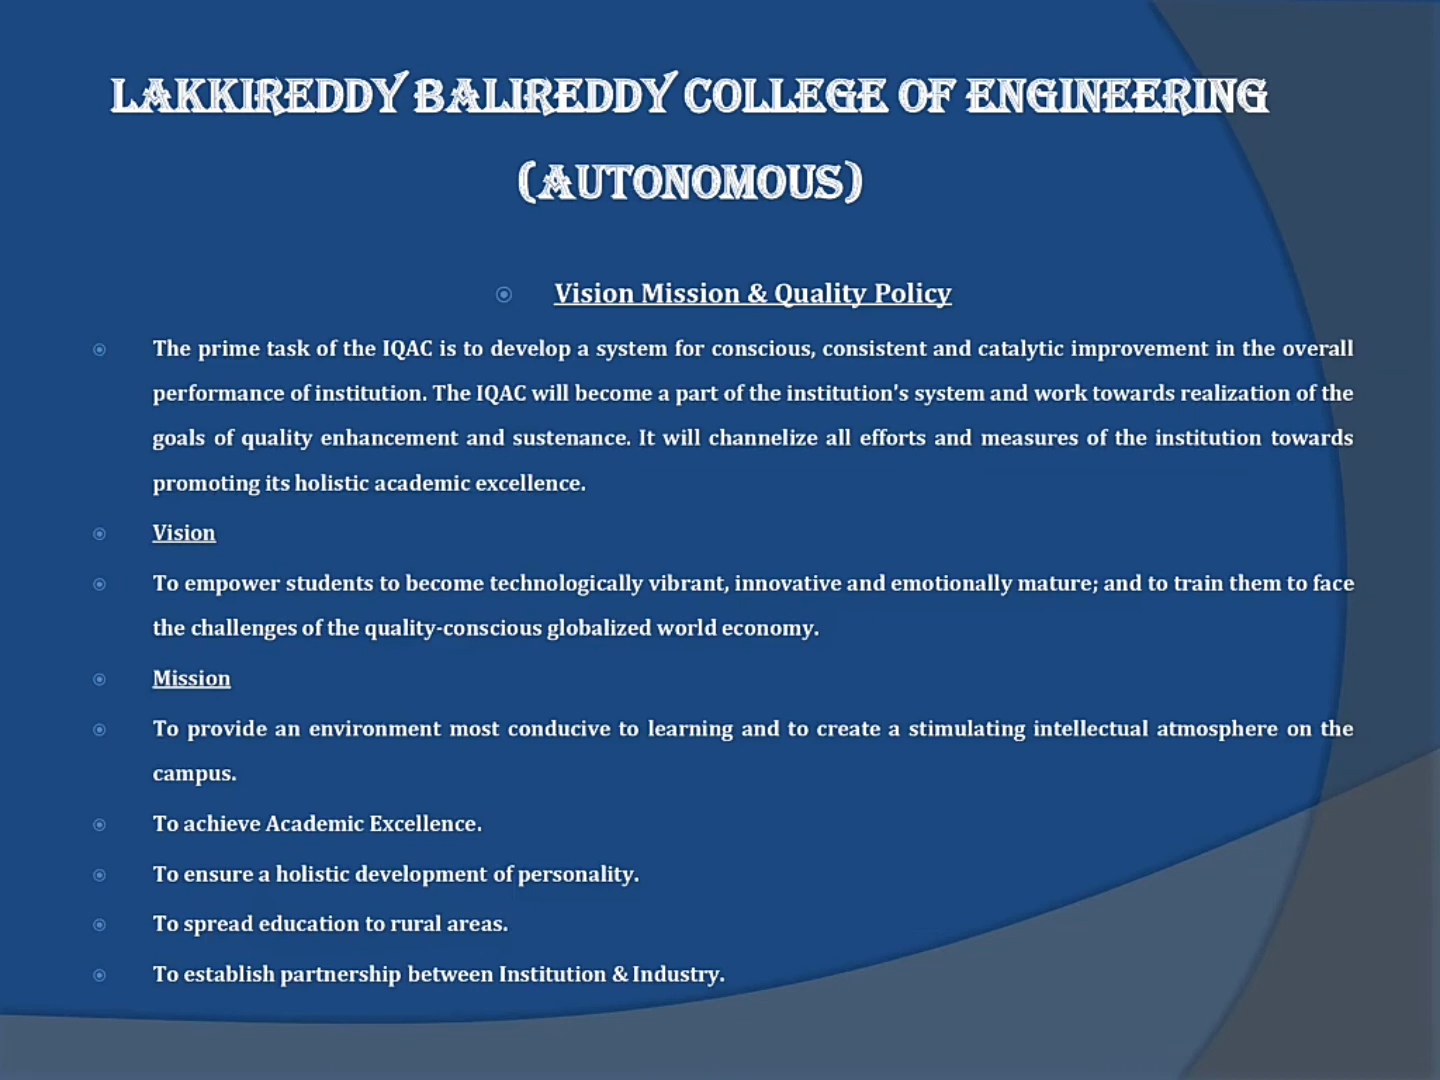 LAKKIREDDY BALIREDDY COLLEGE OF ENGINEERING
(AUTONOMOUS)
Vision Mission & Quality Policy
The prime task of the IQAC is to develop a system for conscious, consistent and catalytic improvement in the overall
performance of institution. The IQAC will become a part of the institution's system and work towards realization of the
goals of quality enhancement and sustenance. It will channelize all efforts and measures of the institution towards
promoting its holistic academic excellence.
Vision
To empower students to become technologically vibrant, innovative and emotionally mature; and to train them to face
the challenges of the quality-conscious globalized world economy.
Mission
To provide an environment most conducive to learning and to create a stimulating intellectual atmosphere on the
campus.
To achieve Academic Excellence.
To ensure a holistic development of personality.
To spread education to rural areas.
To establish partnership between Institution & Industry.